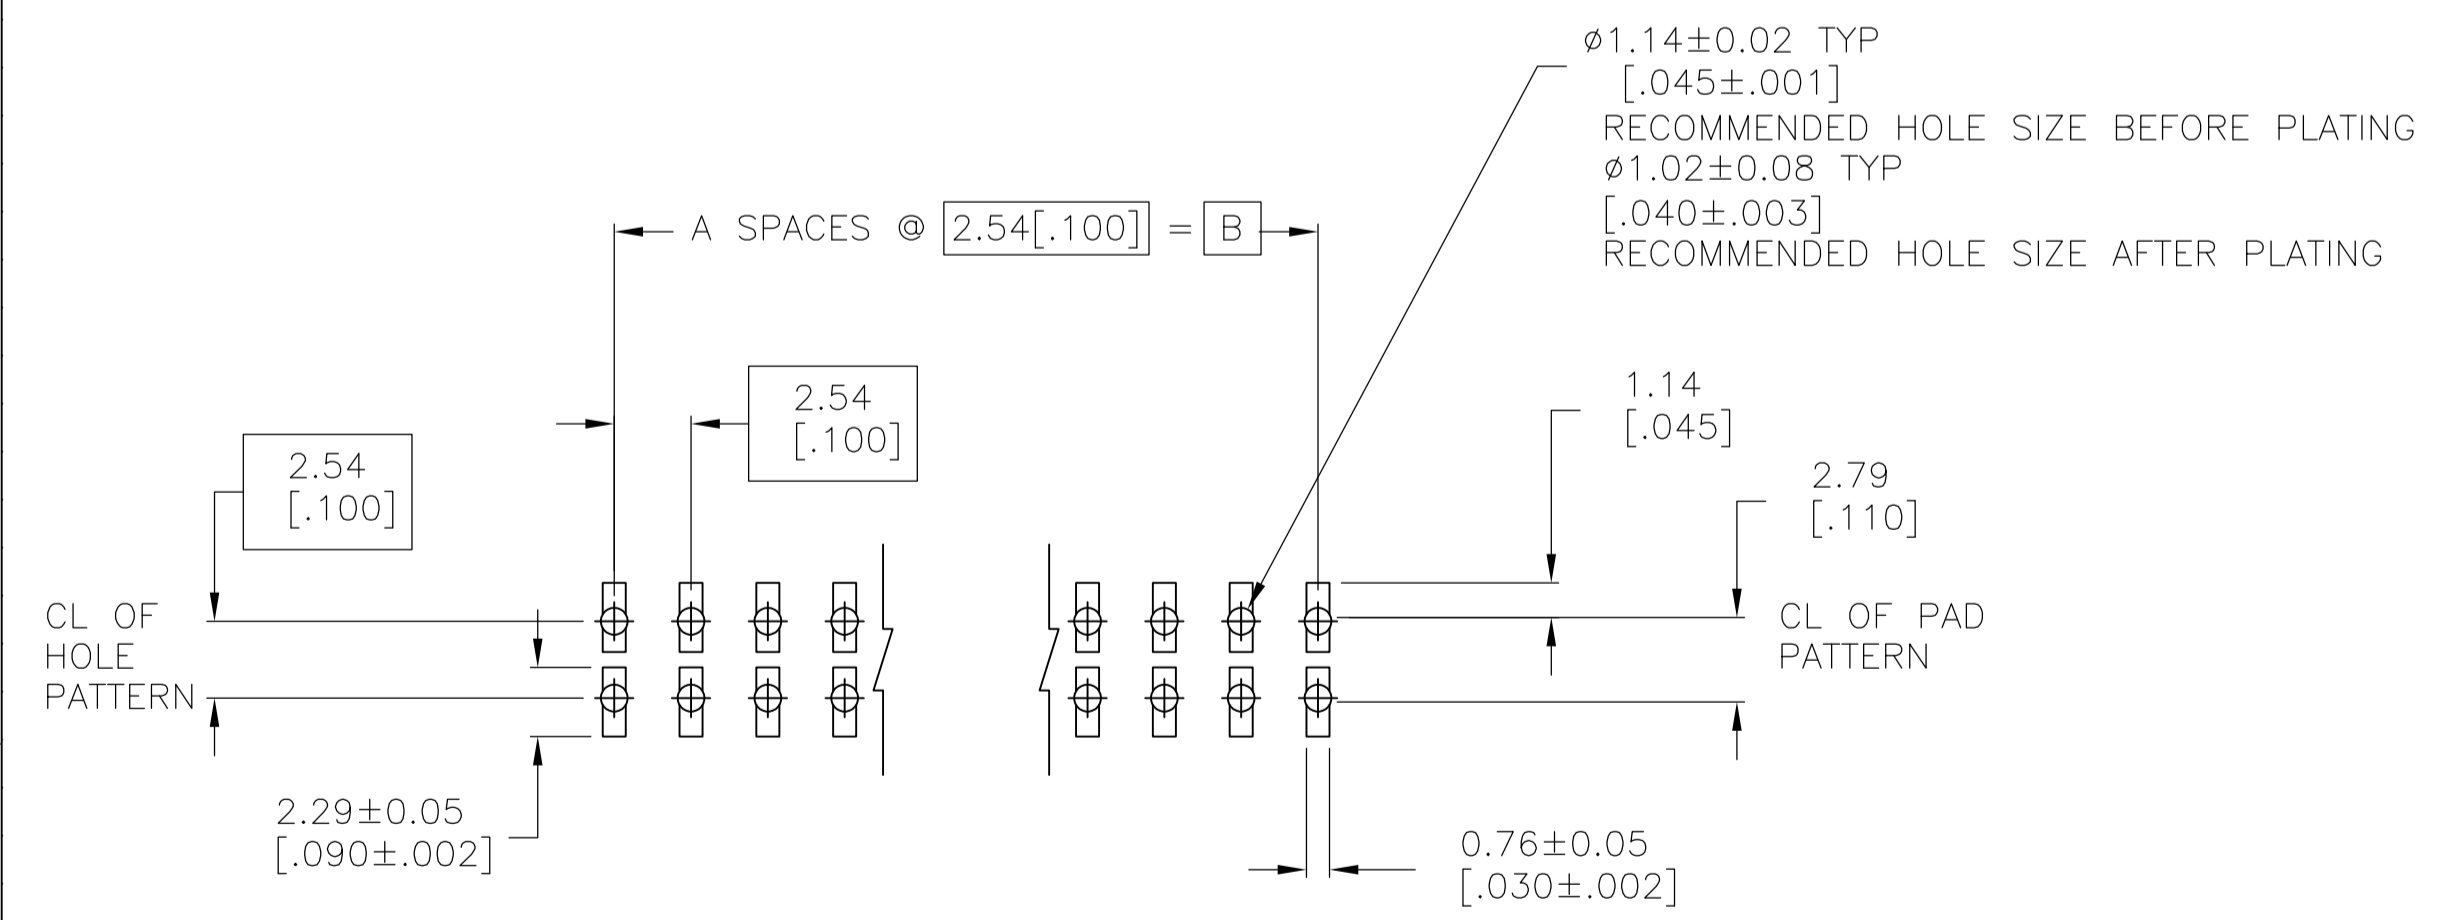 ø1.14±0.02 TYP
[.045±.001]
RECOMMENDED HOLE SIZE BEFORE PLATING
ø1.02±0.08 TYP
[.040±.003]
RECOMMENDED HOLE SIZE AFTER PLATING
A SPACES @ 2.54[.100] = B
2.54
[.100]
2.54
[.100]
1.14
[.045]
2.79
[.110]
CL OF
HOLE
PATTERN
CL OF PAD
PATTERN
2.29±0.05
[.090±.002]
0.76±0.05
[.030±.002]